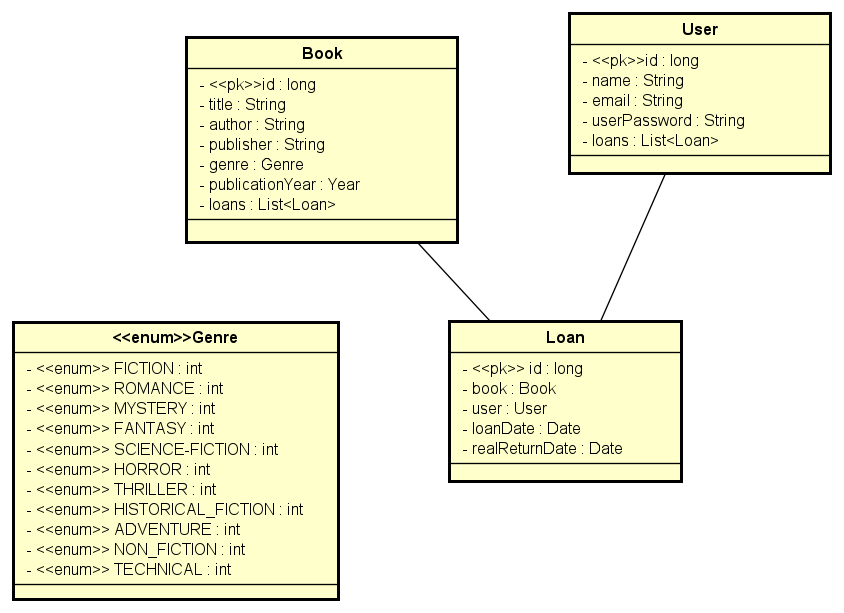 Book
- <<pk>>id : long
- title : String
- author : String
- publisher : String
- genre : Genre
- publicationYear : Year
- loans : List<Loan>
User
- <<pk>>id : long
- name : String
- email : String
- userPassword : String
- loans : List<Loan>
<<enum>>Genre
- <<enum>> FICTION : int
- <<enum>> ROMANCE : int
- <<enum>> MYSTERY : int
- <<enum>> FANTASY : int
- <<enum>> SCIENCE-FICTION : int
- <<enum>> HORROR : int
- <<enum>> THRILLER : int
- <<enum>> HISTORICAL_FICTION : int
- <<enum>> ADVENTURE : int
- <<enum>> NON_FICTION : int
- <<enum>> TECHNICAL : int
Loan
- <<pk>> id : long
- book : Book
- user : User
- loanDate : Date
- realReturnDate : Date